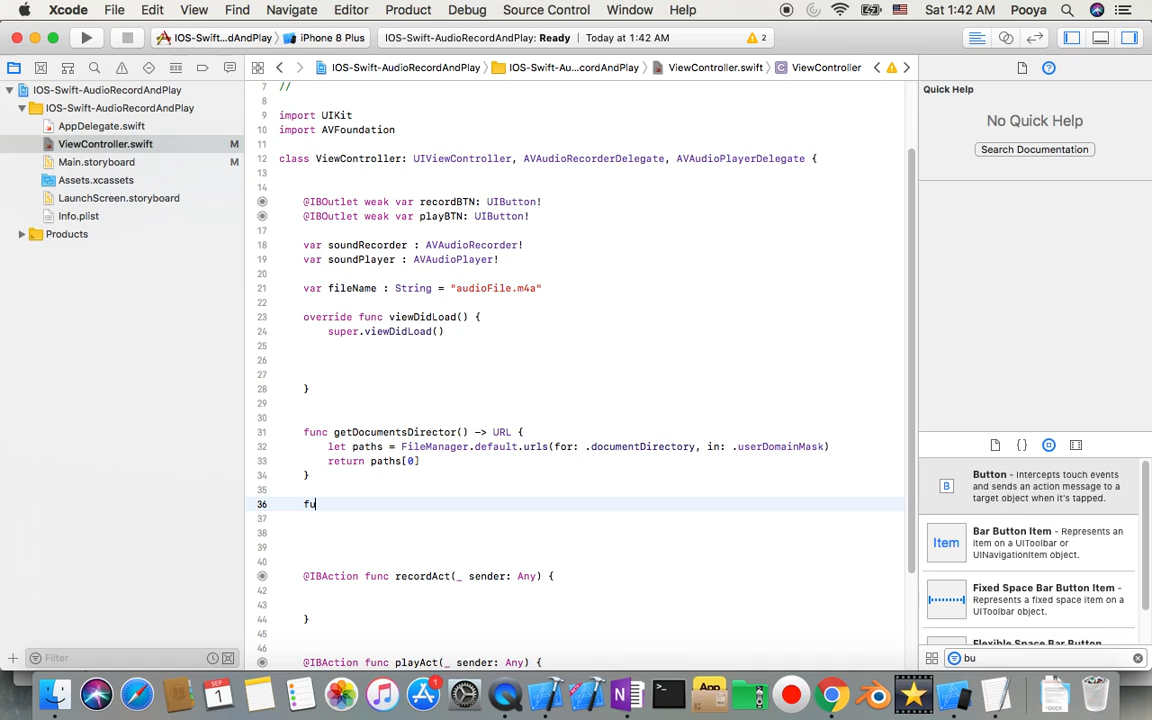 Xcode File Edit View Find Navigate Editor Product Debug Source Control Window Help Sat 1:42 AM Pooya
IOS-Swift...dAndPlay iPhone 8 Plus IOS-Swift-AudioRecordAndPlay: Ready Today at 1:42 AM 2
IOS-Swift-AudioRecordAndPlay IOS-Swift-Au...cordAndPlay ViewController.swift C ViewController
IOS-Swift-AudioRecordAndPlay
IOS-Swift-AudioRecordAndPlay
AppDelegate.swift
ViewController.swift M
Main.storyboard M
Assets.xcassets
LaunchScreen.storyboard
Info.plist
Products
Filter
7 //
8
9 import UIKit
10 import AVFoundation
11
12 class ViewController: UIViewController, AVAudioRecorderDelegate, AVAudioPlayerDelegate {
13
14
@IBOutlet weak var recordBTN: UIButton!
@IBOutlet weak var playBTN: UIButton!
17
18 var soundRecorder : AVAudioRecorder!
19 var soundPlayer : AVAudioPlayer!
20
21 var fileName : String = "audioFile.m4a"
22
23 override func viewDidLoad() {
24 super.viewDidLoad()
25
26
27
28 }
29
30
31 func getDocumentsDirector() -> URL {
32 let paths = FileManager.default.urls(for: .documentDirectory, in: .userDomainMask)
33 return paths[0]
34 }
35
36 fu
37
38
39
40
@IBAction func recordAct(_ sender: Any) {
42
43
44 }
45
46
@IBAction func playAct(_ sender: Any) {
Quick Help
No Quick Help
Search Documentation
B
Button - Intercepts touch events
and sends an action message to a
target object when it's tapped.
Item
Bar Button Item - Represents an
item on a UIToolbar or
UINavigationItem object.
Fixed Space Bar Button Item -
Represents a fixed space item on a
UIToolbar object.
Flexible Space Bar Button
bu
1
1
App
DOCX